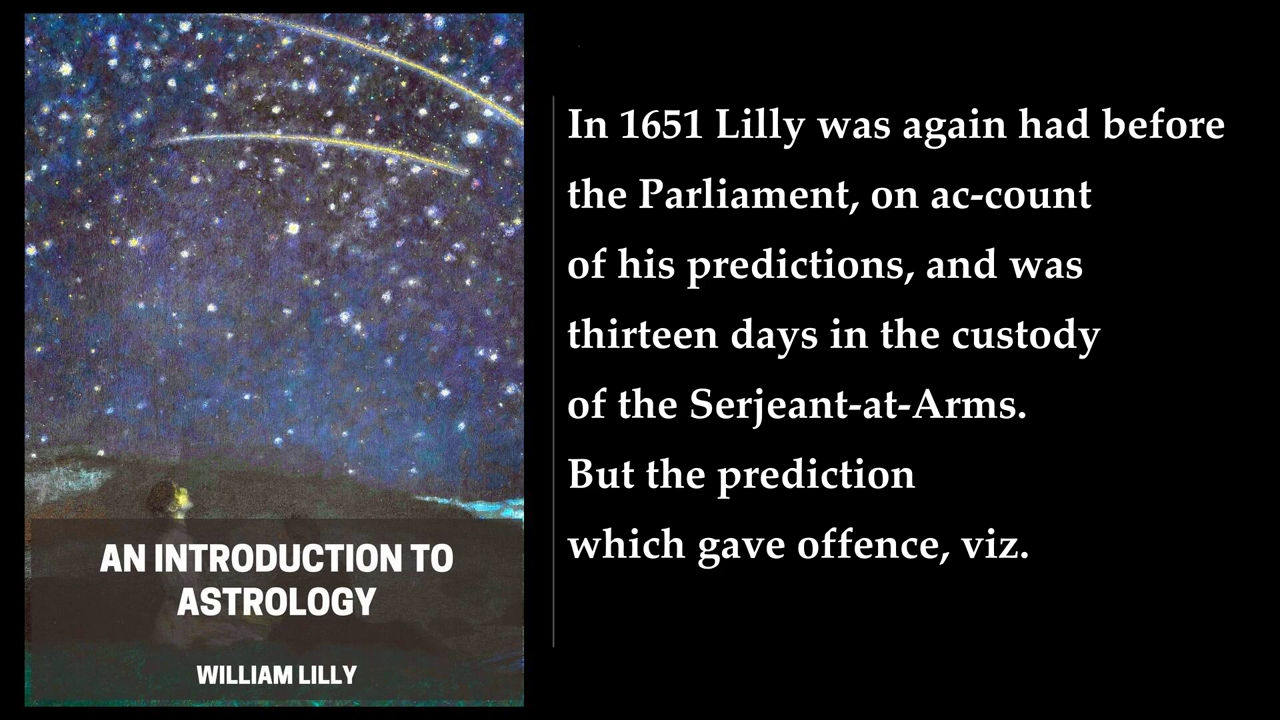 AN INTRODUCTION TO
ASTROLOGY
WILLIAM LILLY
In 1651 Lilly was again had before
the Parliament, on ac-count
of his predictions, and was
thirteen days in the custody
of the Serjeant-at-Arms.
But the prediction
which gave offence, viz.